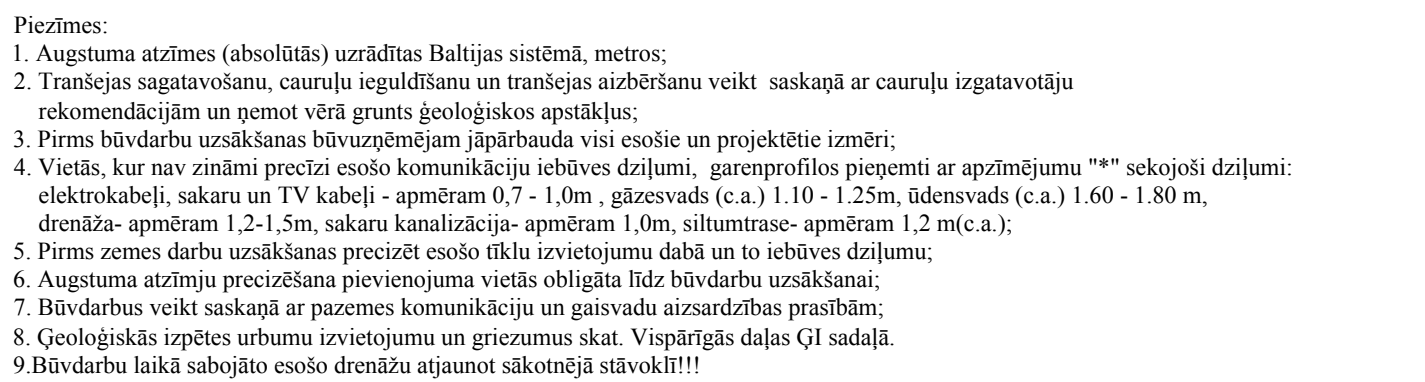 Piezīmes:
1. Augstuma atzīmes (absolūtās) uzrādītas Baltijas sistēmā, metros;
2. Tranšejas sagatavošanu, cauruļu ieguldīšanu un tranšejas aizbēršanu veikt  saskaņā ar cauruļu izgatavotāju
rekomendācijām un ņemot vērā grunts ģeoloģiskos apstākļus;
3. Pirms būvdarbu uzsākšanas būvuzņēmējam jāpārbauda visi esošie un projektētie izmēri;
4. Vietās, kur nav zināmi precīzi esošo komunikāciju iebūves dziļumi,  garenprofilos pieņemti ar apzīmējumu "*" sekojoši dziļumi:
elektrokabeļi, sakaru un TV kabeļi - apmēram 0,7 - 1,0m , gāzesvads (c.a.) 1.10 - 1.25m, ūdensvads (c.a.) 1.60 - 1.80 m,
drenāža- apmēram 1,2-1,5m, sakaru kanalizācija- apmēram 1,0m, siltumtrase- apmēram 1,2 m(c.a.);
5. Pirms zemes darbu uzsākšanas precizēt esošo tīklu izvietojumu dabā un to iebūves dziļumu;
6. Augstuma atzīmju precizēšana pievienojuma vietās obligāta līdz būvdarbu uzsākšanai;
7. Būvdarbus veikt saskaņā ar pazemes komunikāciju un gaisvadu aizsardzības prasībām;
8. Ģeoloģiskās izpētes urbumu izvietojumu un griezumus skat. Vispārīgās daļas ĢI sadaļā.
9.Būvdarbu laikā sabojāto esošo drenāžu atjaunot sākotnējā stāvoklī!!!